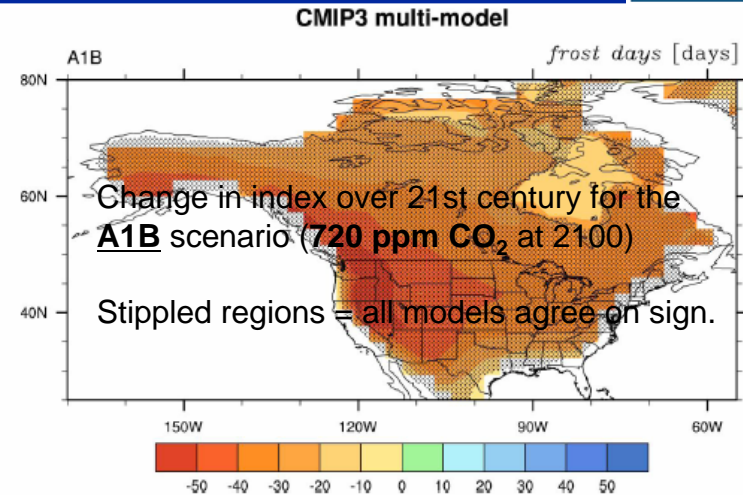 CMIP3 multi-model
A1B frost days [days]
80N
60N
Change in index over 21st century for the
A1B scenario (720 ppm CO₂ at 2100)
40N
Stippled regions = all models agree on sign.
150W 120W 90W 60W
-50 -40 -30 -20 -10 0 10 20 30 40 50